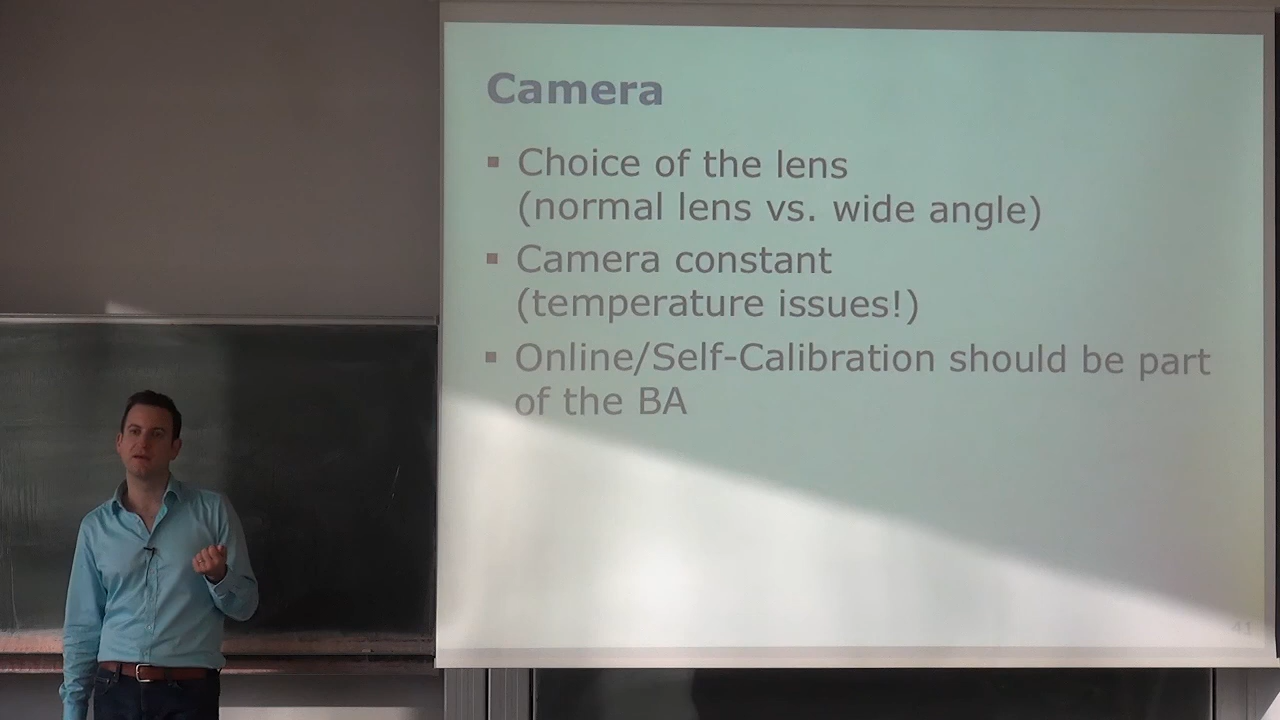 Camera
▪ Choice of the lens
(normal lens vs. wide angle)
▪ Camera constant
(temperature issues!)
▪ Online/Self-Calibration should be part
of the BA
41